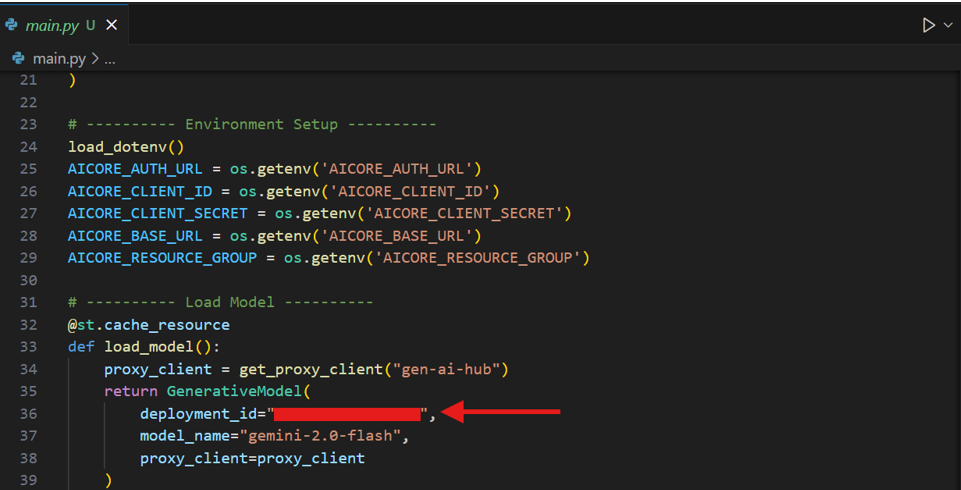 main.py U
main.py > ...
21 )
22
23 # ---------- Environment Setup ----------
24 load_dotenv()
25 AICORE_AUTH_URL = os.getenv('AICORE_AUTH_URL')
26 AICORE_CLIENT_ID = os.getenv('AICORE_CLIENT_ID')
27 AICORE_CLIENT_SECRET = os.getenv('AICORE_CLIENT_SECRET')
28 AICORE_BASE_URL = os.getenv('AICORE_BASE_URL')
29 AICORE_RESOURCE_GROUP = os.getenv('AICORE_RESOURCE_GROUP')
30
31 # ---------- Load Model ----------
32 @st.cache_resource
33 def load_model():
34     proxy_client = get_proxy_client("gen-ai-hub")
35     return GenerativeModel(
36         deployment_id="",
37         model_name="gemini-2.0-flash",
38         proxy_client=proxy_client
39     )